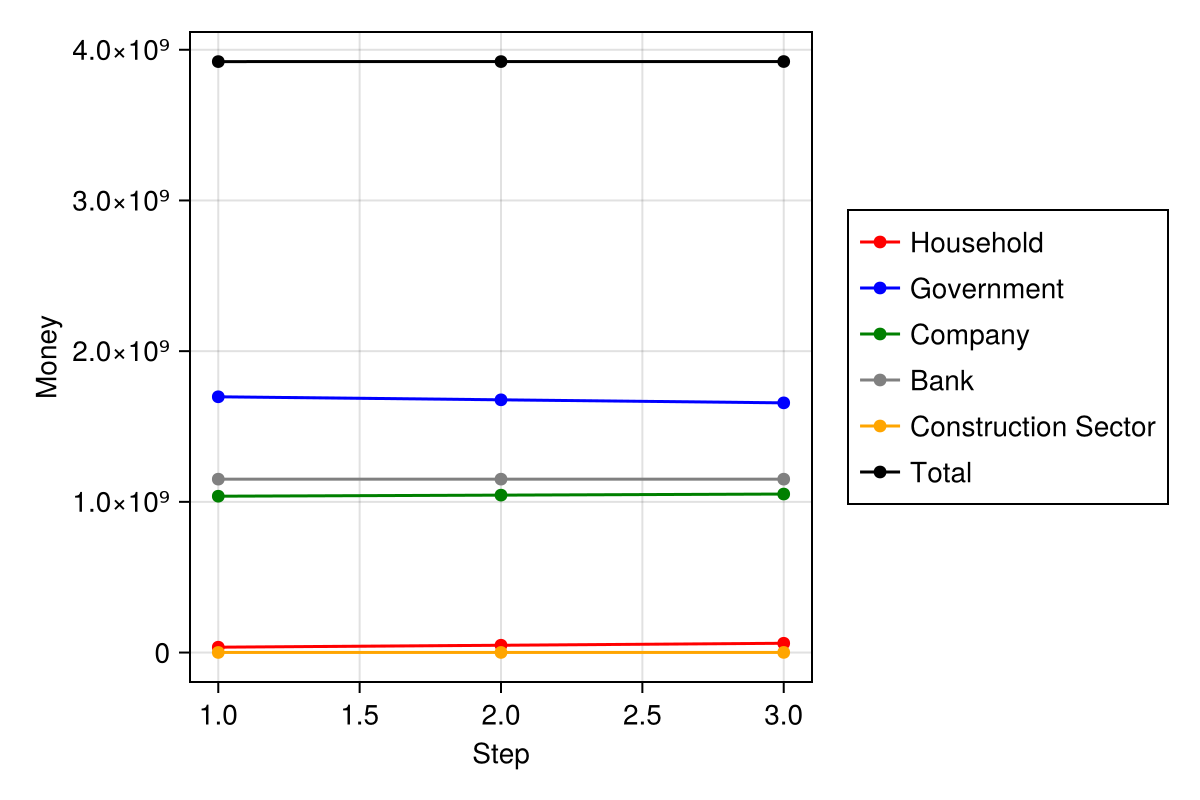 4.0×10⁹
3.0×10⁹
2.0×10⁹
1.0×10⁹
0
Money
1.0 1.5 2.0 2.5 3.0
Step
Household
Government
Company
Bank
Construction Sector
Total